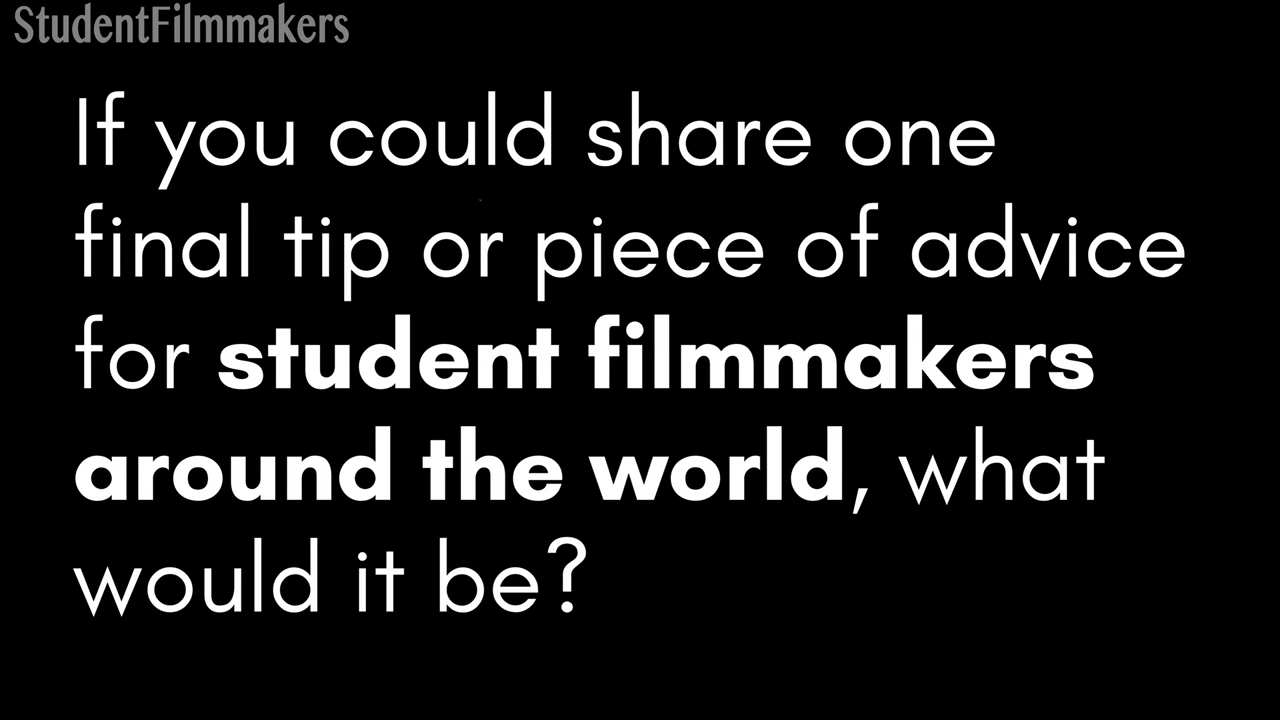 StudentFilmmakers
If you could share one
final tip or piece of advice
for student filmmakers
around the world, what
would it be?